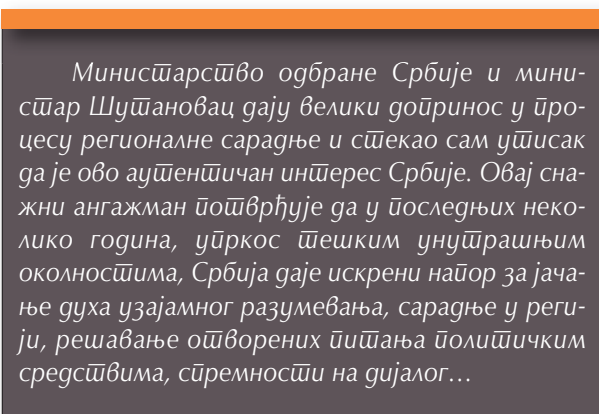 Министарство одбране Србије и мини-
стар Шутановац дају велики допринос у про-
цесу регионалне сарадње и стекао сам утисак
да је ово аутентичан интерес Србије. Овај сна-
жни ангажман потврђује да у последњих неко-
лико година, упркос тешким унутрашњим
околностима, Србија даје искрени напор за јача-
ње духа узајамног разумевања, сарадње у реги-
ји, решавање отворених питања политичким
средствима, спремности на дијалог...